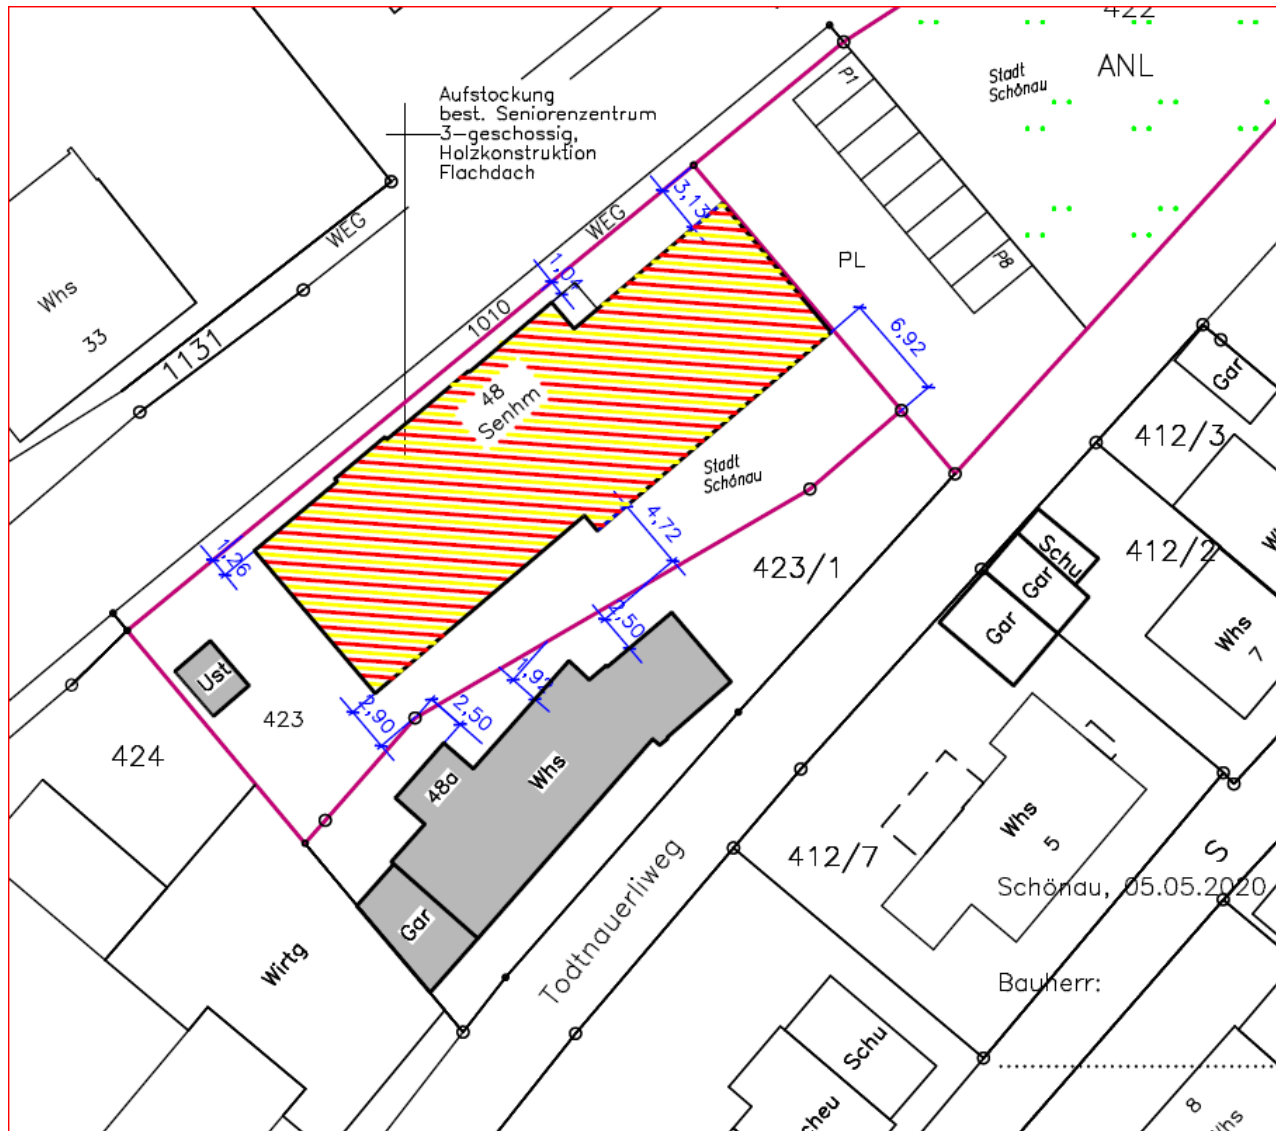 422
ANL
Stadt
Schönau
P1
Aufstockung
best. Seniorenzentrum
3-geschossig,
Holzkonstruktion
Flachdach
3,13
WEG
WEG
PL
P8
1,04
Whs
33
1131
1010
6,92
Gar
48
Senhm
412/3
Stadt
Schönau
4,72
1,26
423/1
Schu
Gar
412/2
Gar
2,50
Whs
7
Ust
1,92
423
2,90
2,50
424
48a
Whs
Whs
5
412/7
S
Schönau, 05.05.2020
Gar
Wirtg
Todtnauerliweg
Bauherr:
Schu
8